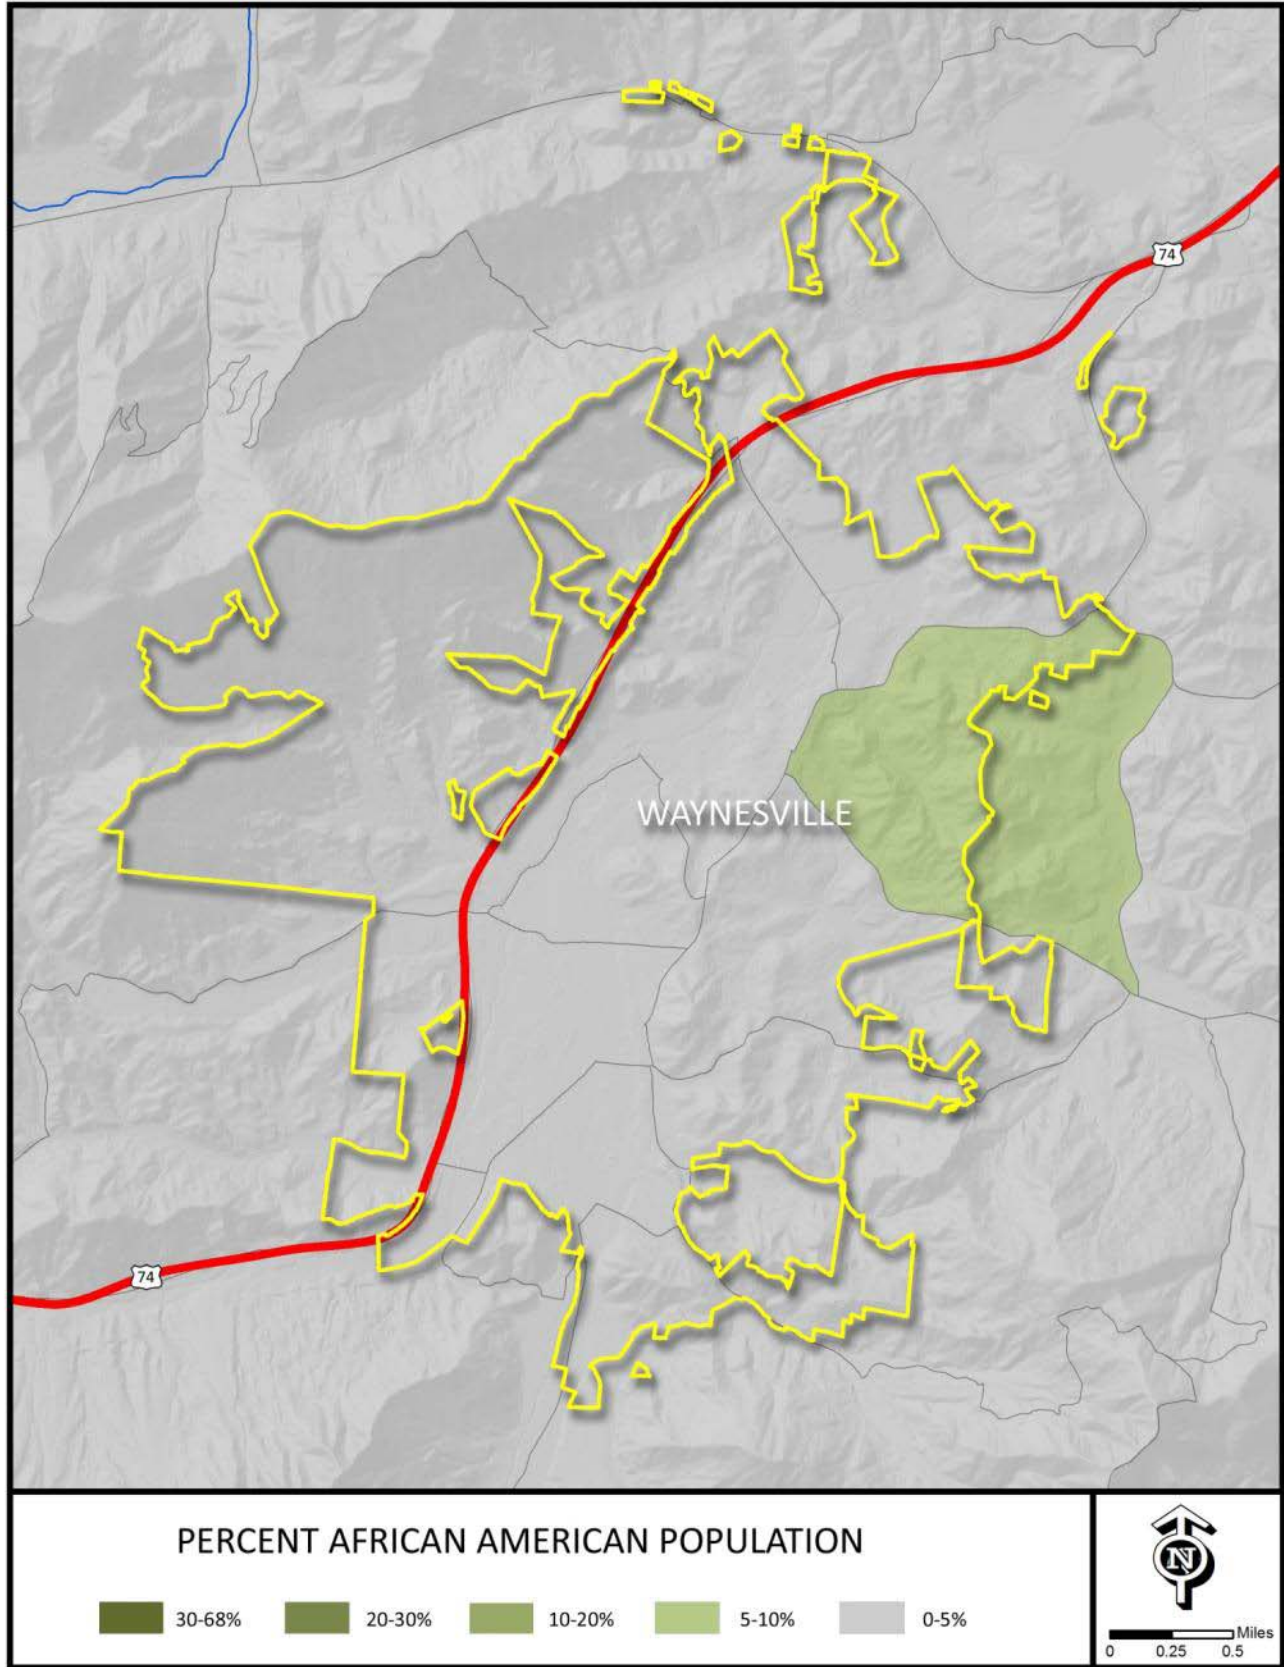 74
WAYNESVILLE
74
PERCENT AFRICAN AMERICAN POPULATION
30-68% 20-30% 10-20% 5-10% 0-5%
N
Miles
0 0.25 0.5